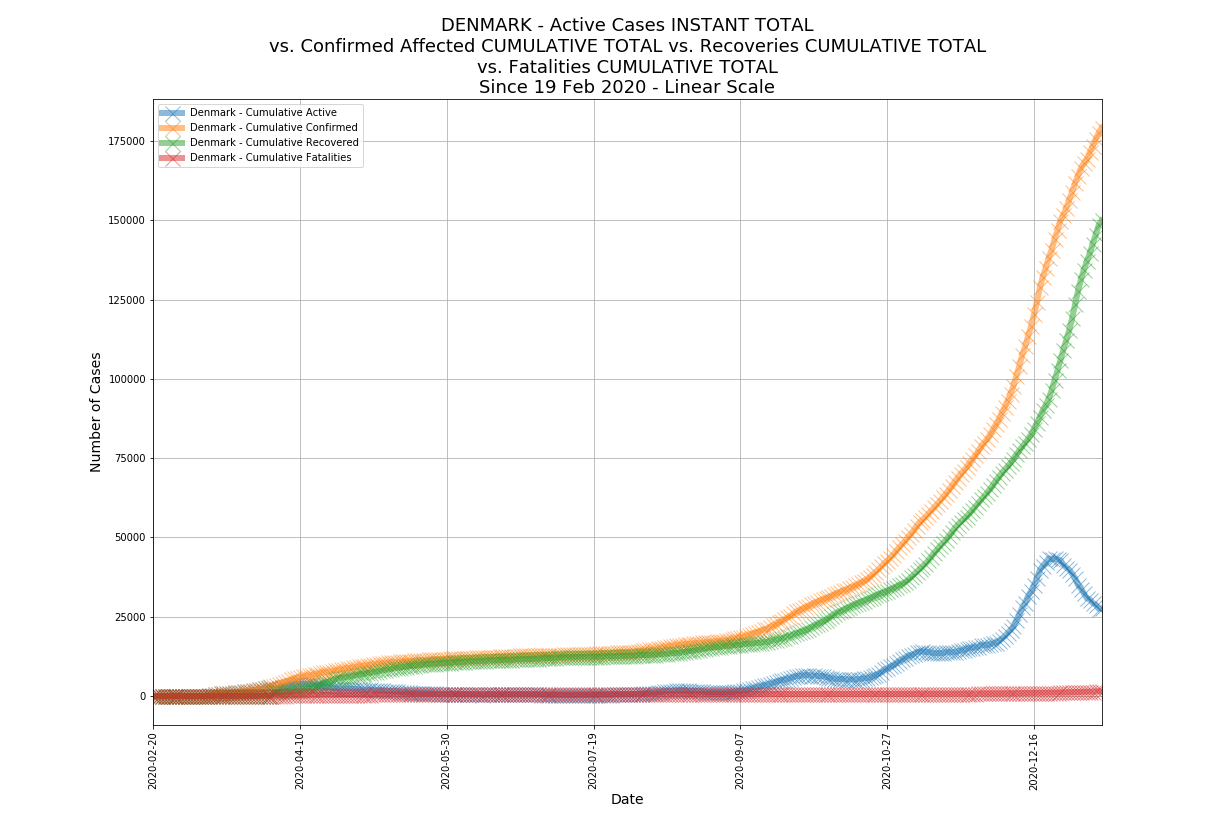 DENMARK - Active Cases INSTANT TOTAL
vs. Confirmed Affected CUMULATIVE TOTAL vs. Recoveries CUMULATIVE TOTAL
vs. Fatalities CUMULATIVE TOTAL
Since 19 Feb 2020 - Linear Scale
Denmark - Cumulative Active
Denmark - Cumulative Confirmed
Denmark - Cumulative Recovered
Denmark - Cumulative Fatalities
Number of Cases
175000
150000
125000
100000
75000
50000
25000
0
2020-02-20
2020-04-10
2020-05-30
2020-07-19
2020-09-07
2020-10-27
2020-12-16
Date